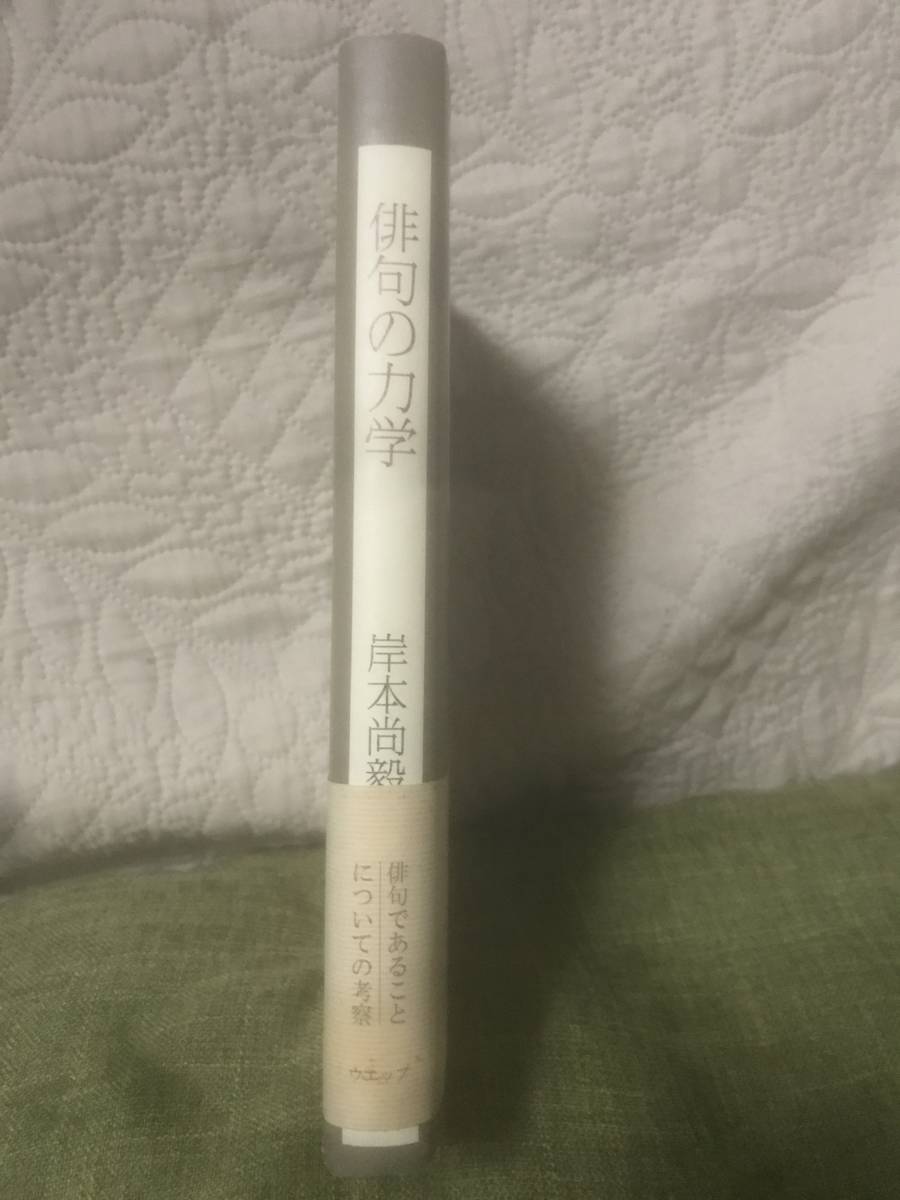 俳句の力学
岸本尚毅
俳句であること
についての考察
ウエップ